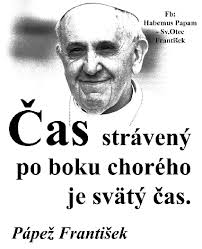 Fb:
Habemus Papam
- Sv.Otec
František
Čas strávený
po boku chorého
je svätý čas.
Pápež František